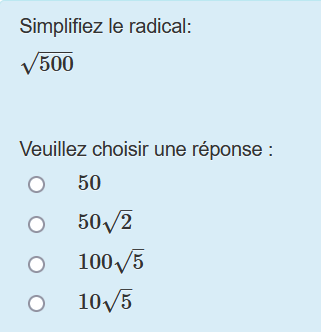 Simplifiez le radical:
√500
Veuillez choisir une réponse :
50
50√2
100√5
10√5